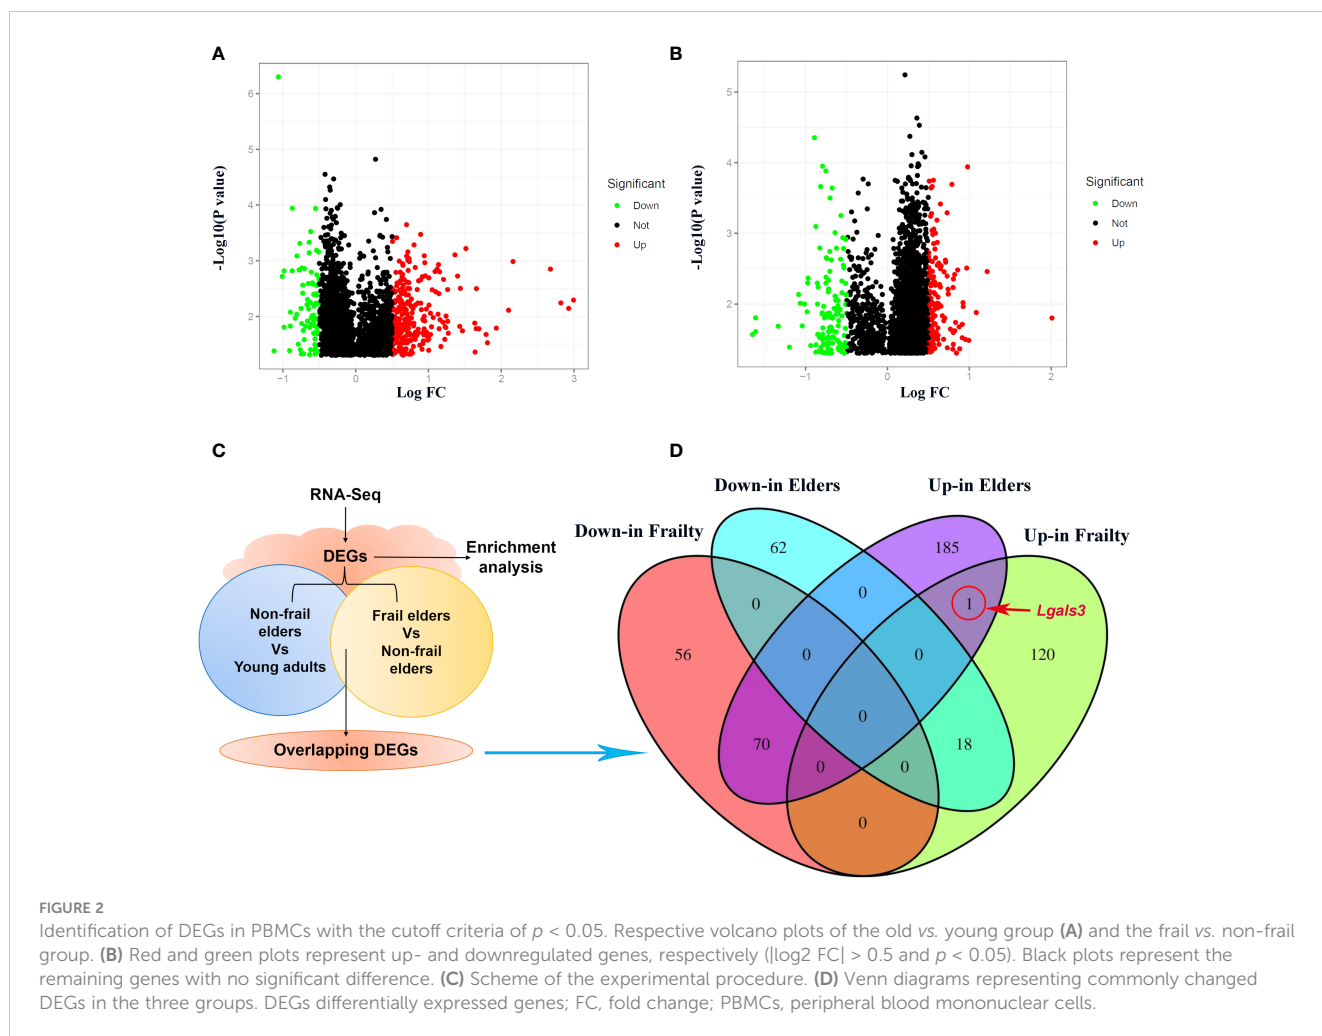 A
-Log10(P value)
6
5
4
3
2
-1
0
1
2
3
Log FC
Significant
Down
Not
Up
B
-Log10(P value)
5
4
3
2
-1
0
1
2
Log FC
Significant
Down
Not
Up
C
RNA-Seq
DEGs
Enrichment
analysis
Non-frail
elders
Vs
Young adults
Frail elders
Vs
Non-frail
elders
Overlapping DEGs
D
Down-in Frailty
Down-in Elders
Up-in Elders
Up-in Frailty
62
185
0
0
1
Lgals3
56
0
0
120
0
70
18
0
0
0
FIGURE 2
Identification of DEGs in PBMCs with the cutoff criteria of p < 0.05. Respective volcano plots of the old vs. young group (A) and the frail vs. non-frail
group. (B) Red and green plots represent up- and downregulated genes, respectively (|log2 FC| > 0.5 and p < 0.05). Black plots represent the
remaining genes with no significant difference. (C) Scheme of the experimental procedure. (D) Venn diagrams representing commonly changed
DEGs in the three groups. DEGs differentially expressed genes; FC, fold change; PBMCs, peripheral blood mononuclear cells.